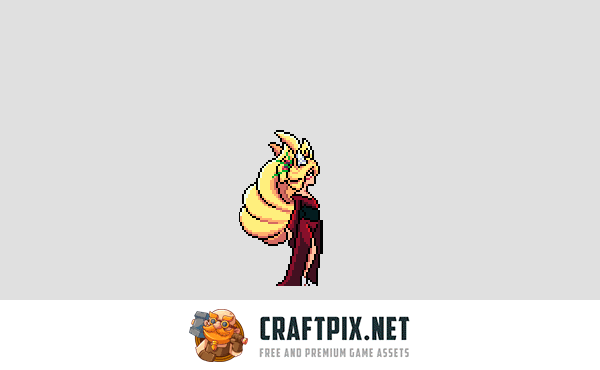 CRAFTPIX.NET
FREE AND PREMIUM GAME ASSETS